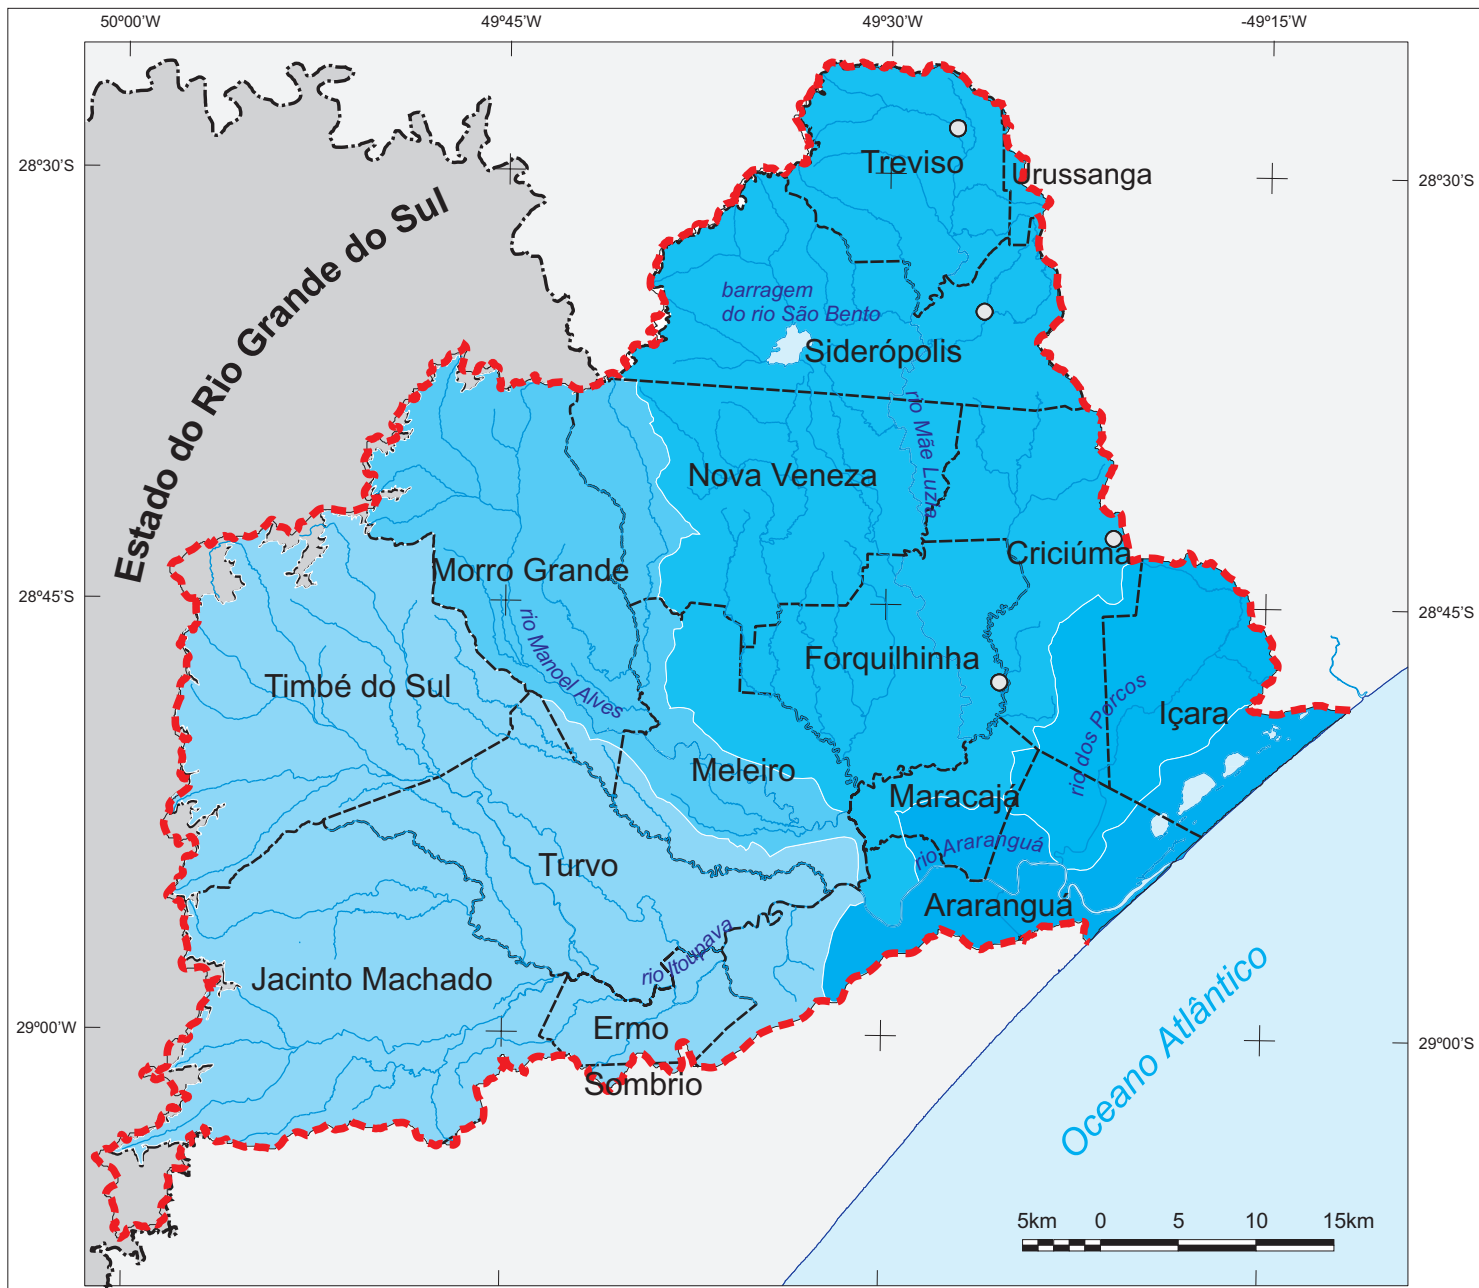 50°00'W
49°45'W
49°30'W
-49°15'W
28°30'S
28°30'S
Treviso
Urussanga
Estado do Rio Grande do Sul
barragem
do rio São Bento
Siderópolis
rio Mãe Luzia
Nova Veneza
Criciúma
Morro Grande
28°45'S
28°45'S
rio Manoel Alves
Forquilhinha
Timbé do Sul
rio dos Porcos
Içara
Meleiro
Maracajá
rio Araranguá
Turvo
Araranguá
rio Itoupava
Jacinto Machado
Ermo
29°00'W
29°00'S
Sombrio
Oceano Atlântico
5km 0 5 10 15km